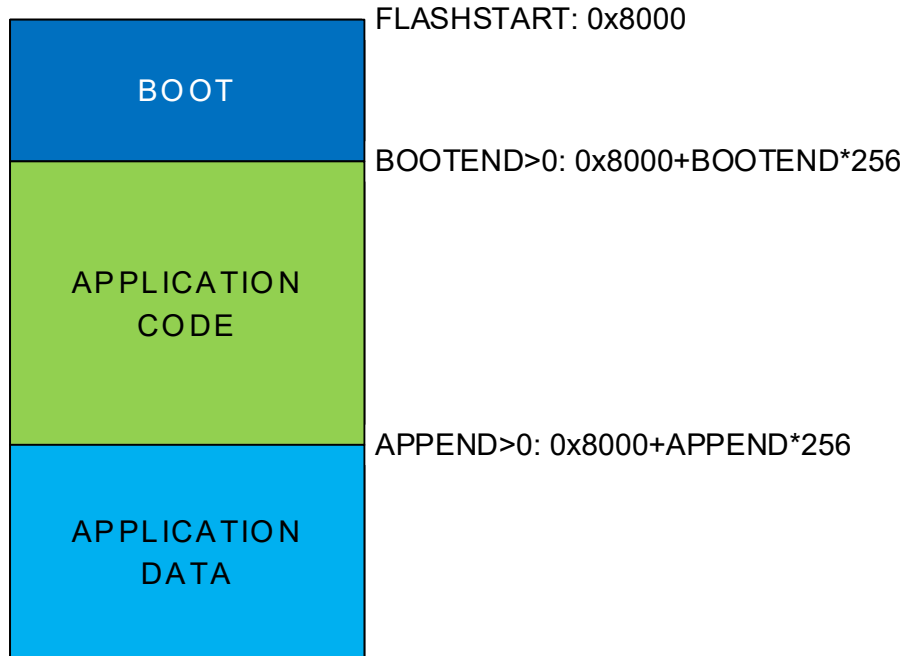 FLASHSTART: 0x8000
BOOT
BOOTEND>0: 0x8000+BOOTEND*256
APPLICATION
CODE
APPEND>0: 0x8000+APPEND*256
APPLICATION
DATA